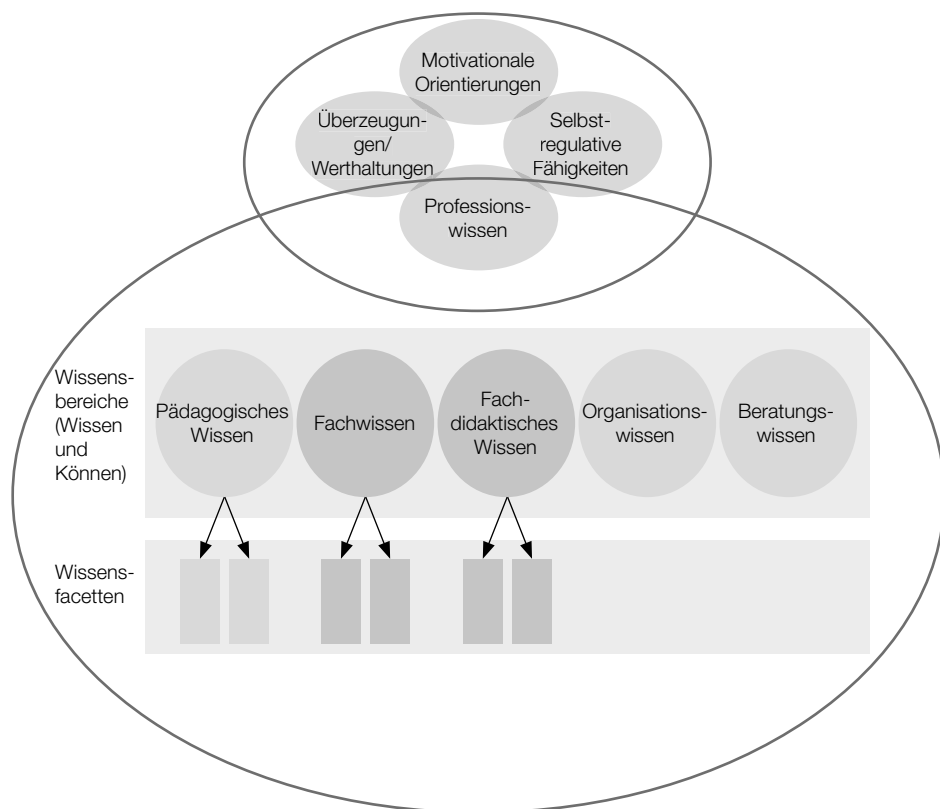 Motivationale
Orientierungen
Überzeugun-
gen/
Werthaltungen
Selbst-
regulative
Fähigkeiten
Professions-
wissen
Wissens-
bereiche
(Wissen
und
Können)
Pädagogisches
Wissen
Fachwissen
Fach-
didaktisches
Wissen
Organisations-
wissen
Beratungs-
wissen
Wissens-
facetten